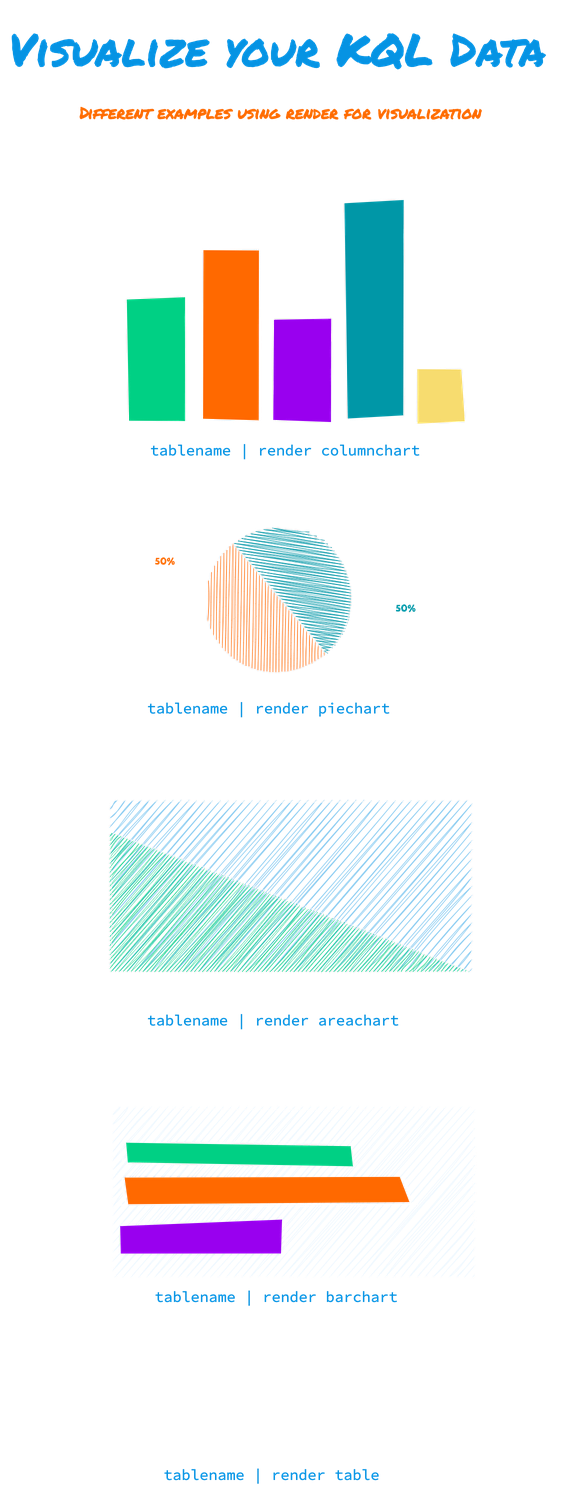 Visualize your KQL Data
Different examples using render for visualization
tablename | render columnchart
50%
50%
tablename | render piechart
tablename | render areachart
tablename | render barchart
tablename | render table